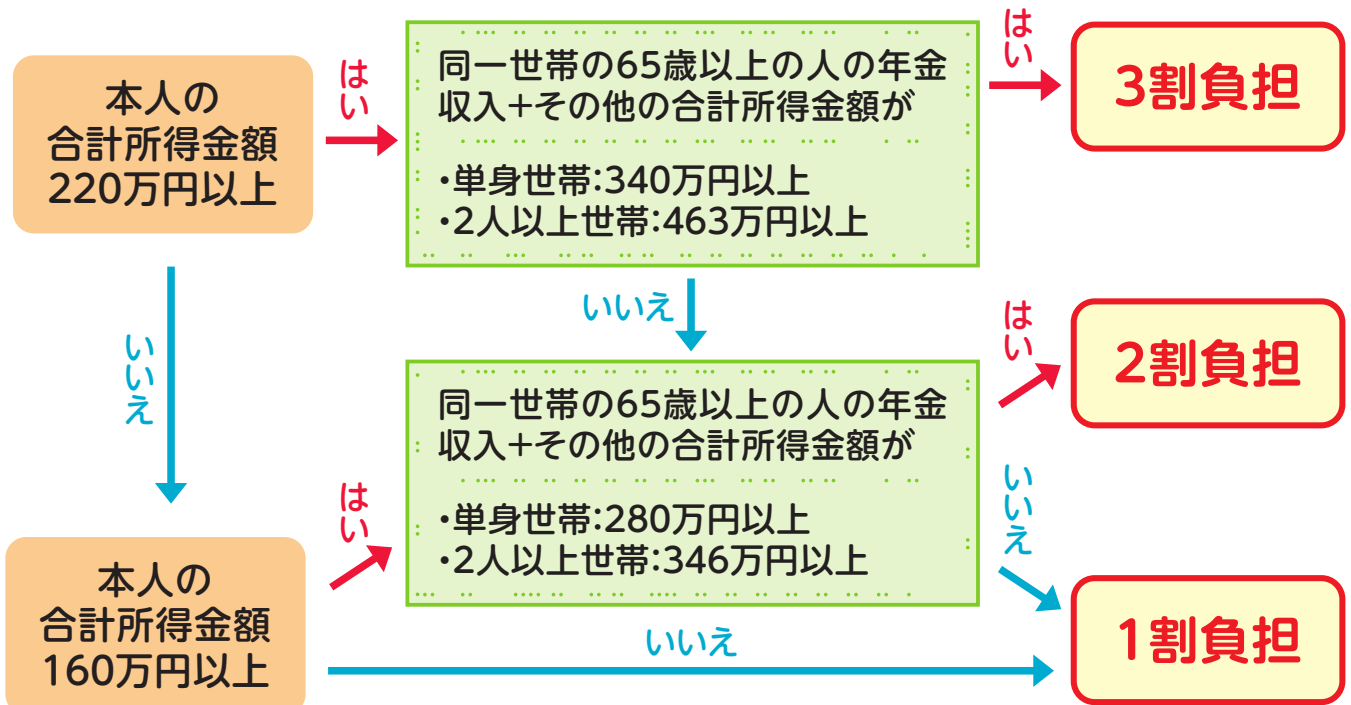 本人の
合計所得金額
220万円以上
はい
同一世帯の65歳以上の人の年金
収入+その他の合計所得金額が
・単身世帯:340万円以上
・2人以上世帯:463万円以上
はい
3割負担
いいえ
いいえ
同一世帯の65歳以上の人の年金
収入+その他の合計所得金額が
・単身世帯:280万円以上
・2人以上世帯:346万円以上
はい
2割負担
本人の
合計所得金額
160万円以上
はい
いいえ
いいえ
1割負担